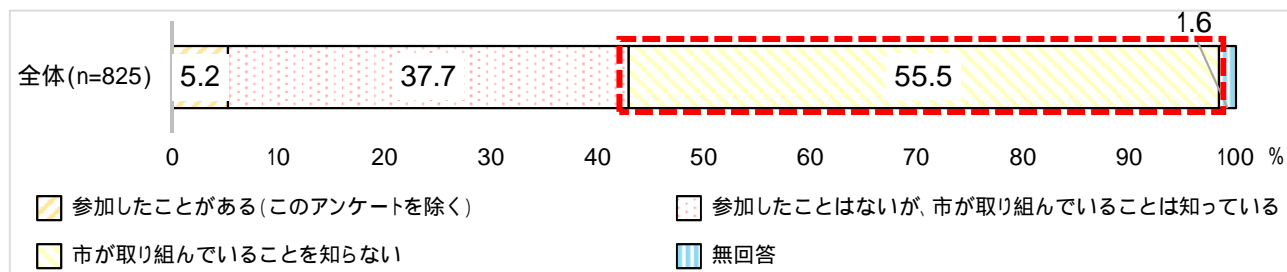 1.6
全体(n=825)
5.2
37.7
55.5
0 10 20 30 40 50 60 70 80 90 100 %
参加したことがある(このアンケートを除く)
参加したことはないが、市が取り組んでいることは知っている
市が取り組んでいることを知らない
無回答